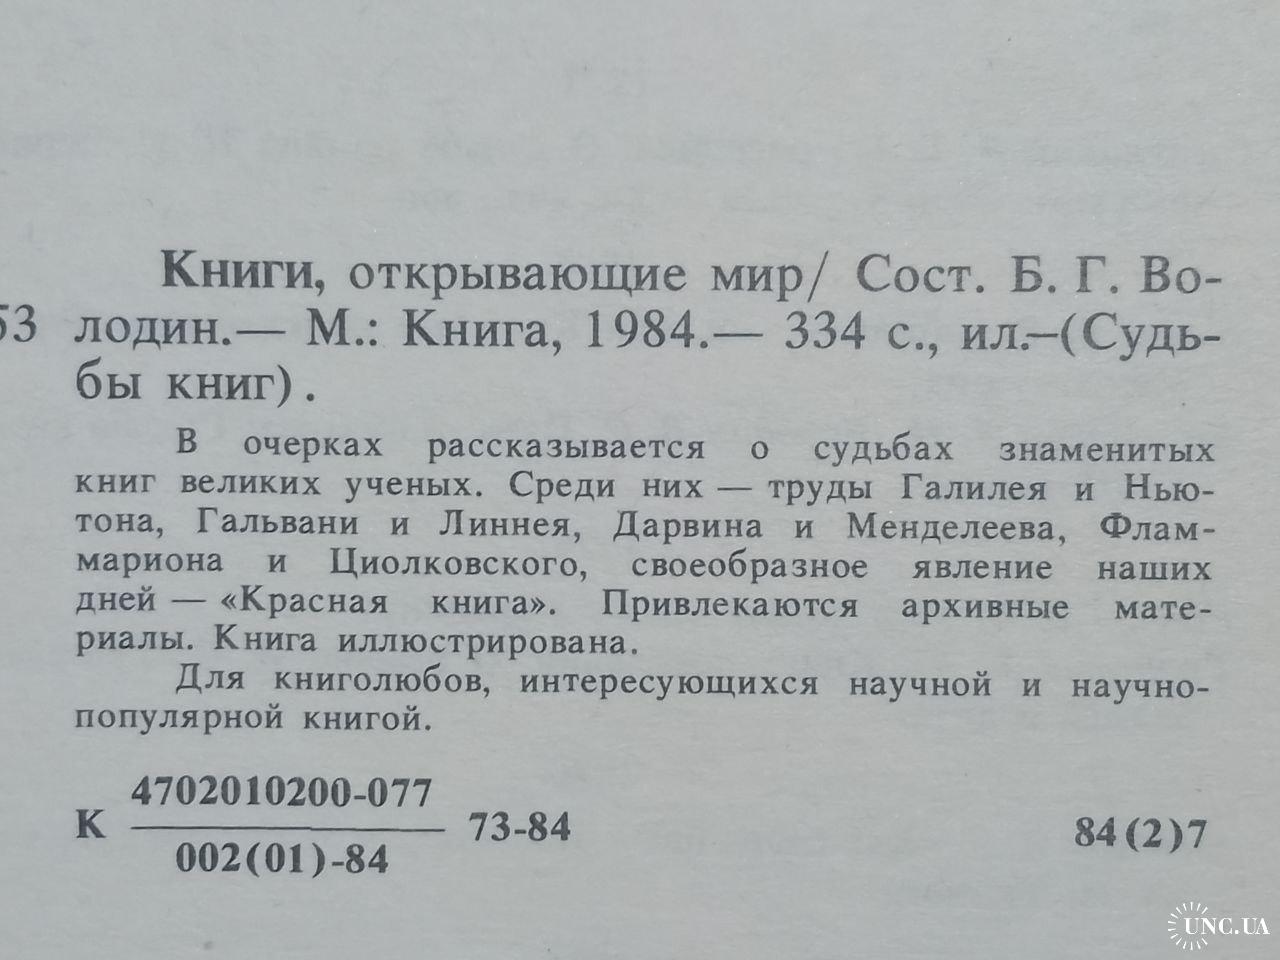 Книги, открывающие мир/ Сост. Б. Г. Во-
53 лодин.— М.: Книга, 1984.— 334 с., ил.—(Судь-
бы книг).
В очерках рассказывается о судьбах знаменитых
книг великих ученых. Среди них — труды Галилея и Нью-
тона, Гальвани и Линнея, Дарвина и Менделеева, Флам-
мариона и Циолковского, своеобразное явление наших
дней — «Красная книга». Привлекаются архивные мате-
риалы. Книга иллюстрирована.
Для книголюбов, интересующихся научной и научно-
популярной книгой.
4702010200-077
К 73-84 84(2)7
002(01)-84
UNC.UA